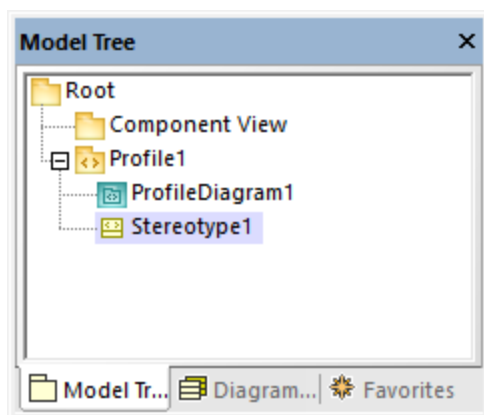 Model Tree
Root
Component View
Profile1
ProfileDiagram1
Stereotype1
Model Tr... Diagram... Favorites